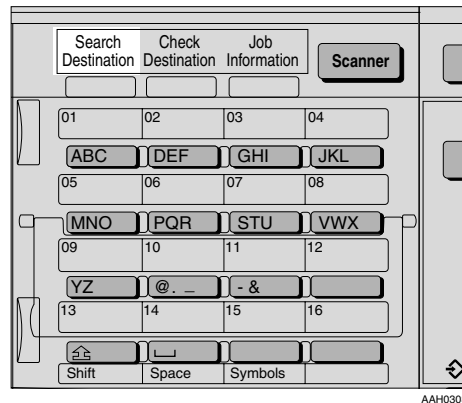 Search Check Job
Destination Destination Information
Scanner
01 02 03 04
ABC DEF GHI JKL
05 06 07 08
MNO PQR STU VWX
09 10 11 12
YZ @ . _ - &
13 14 15 16
Shift Space Symbols
AAH030